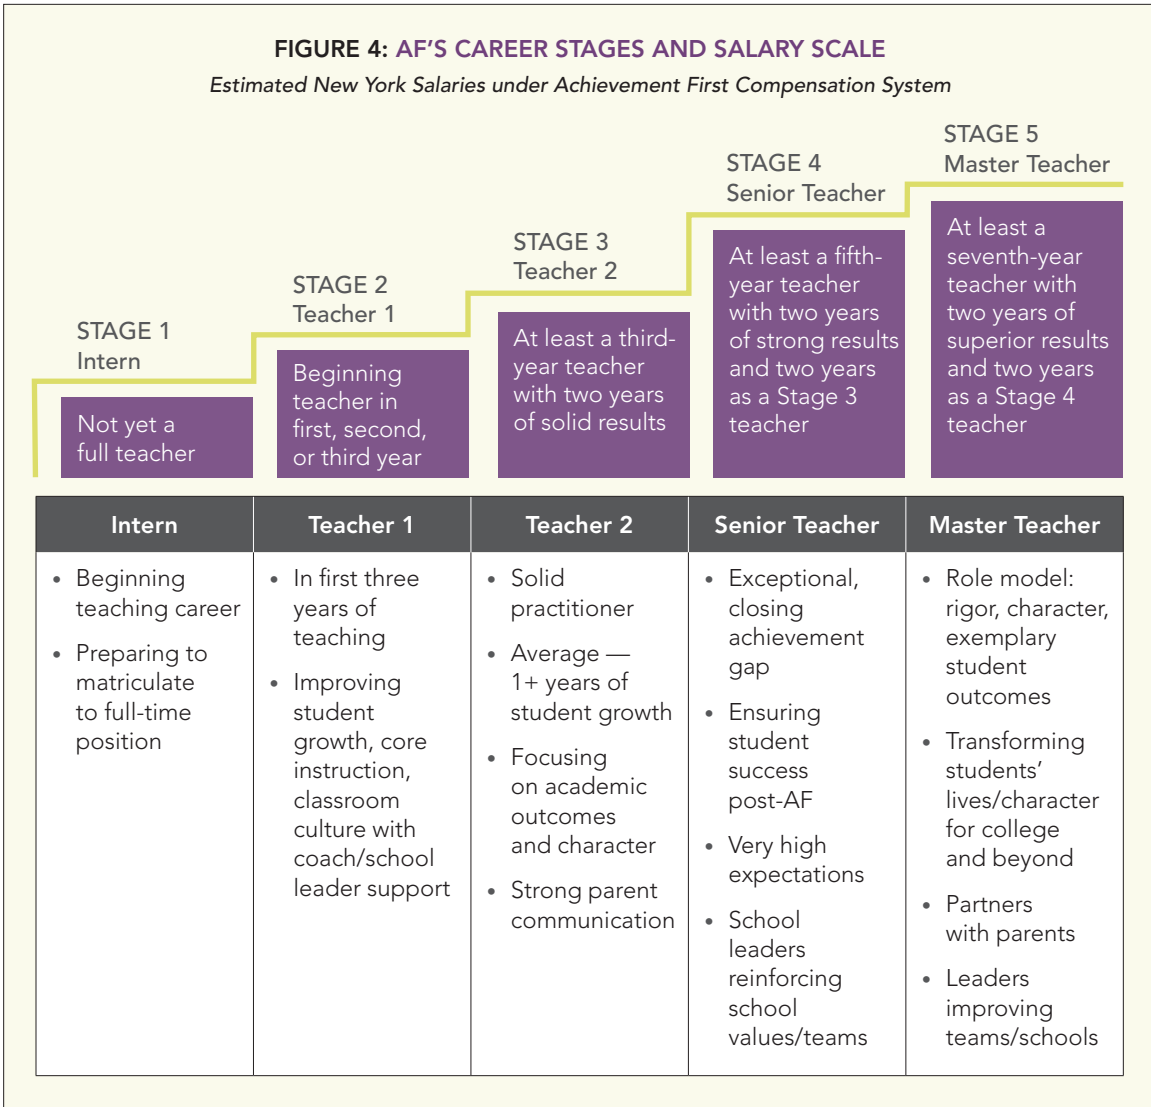 FIGURE 4: AF'S CAREER STAGES AND SALARY SCALE
Estimated New York Salaries under Achievement First Compensation System
STAGE 1
Intern
Not yet a
full teacher
STAGE 2
Teacher 1
Beginning
teacher in
first, second,
or third year
STAGE 3
Teacher 2
At least a third-
year teacher
with two years
of solid results
STAGE 4
Senior Teacher
At least a fifth-
year teacher
with two years
of strong results
and two years
as a Stage 3
teacher
STAGE 5
Master Teacher
At least a
seventh-year
teacher with
two years of
superior results
and two years
as a Stage 4
teacher
Intern
• Beginning
teaching career
• Preparing to
matriculate
to full-time
position
Teacher 1
• In first three
years of
teaching
• Improving
student
growth, core
instruction,
classroom
culture with
coach/school
leader support
Teacher 2
• Solid
practitioner
• Average —
1+ years of
student growth
• Focusing
on academic
outcomes
and character
• Strong parent
communication
Senior Teacher
• Exceptional,
closing
achievement
gap
• Ensuring
student
success
post-AF
• Very high
expectations
• School
leaders
reinforcing
school
values/teams
Master Teacher
• Role model:
rigor, character,
exemplary
student
outcomes
• Transforming
students'
lives/character
for college
and beyond
• Partners
with parents
• Leaders
improving
teams/schools